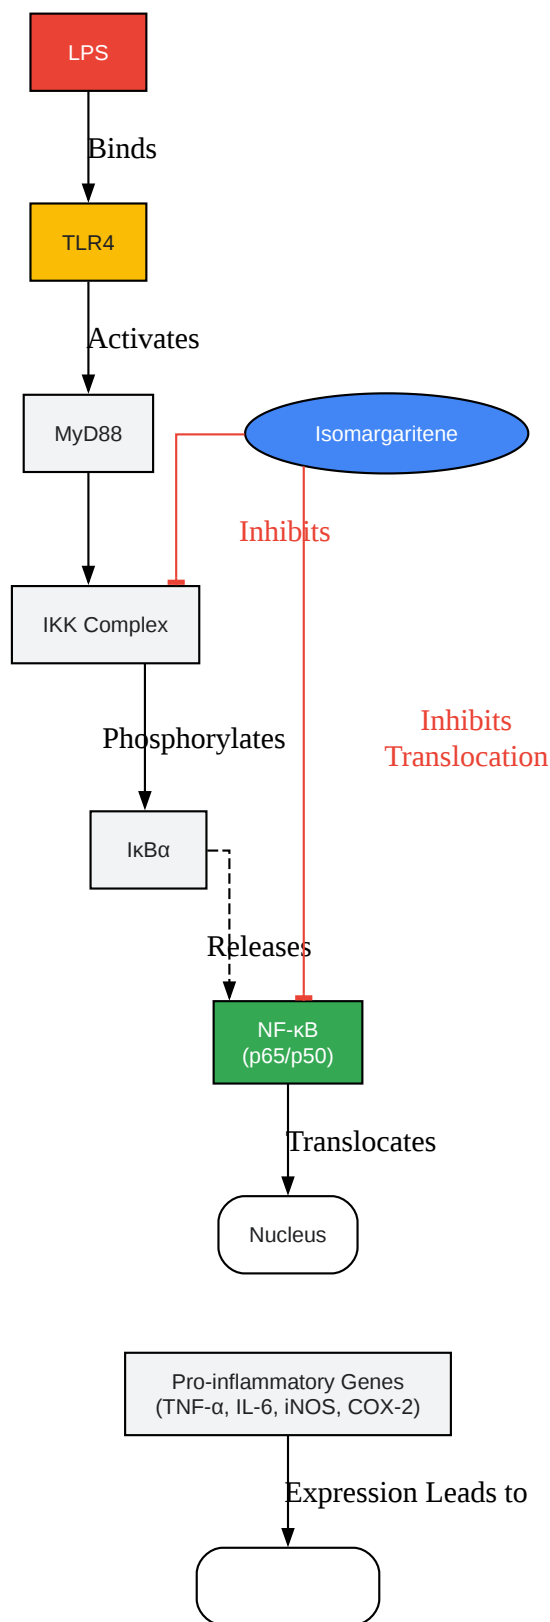 LPS
Binds
TLR4
Activates
MyD88
Isomargaritene
Inhibits
IKK Complex
Inhibits
Translocation
Phosphorylates
IκBα
Releases
NF-κB
(p65/p50)
Translocates
Nucleus
Pro-inflammatory Genes
(TNF-α, IL-6, iNOS, COX-2)
Expression Leads to